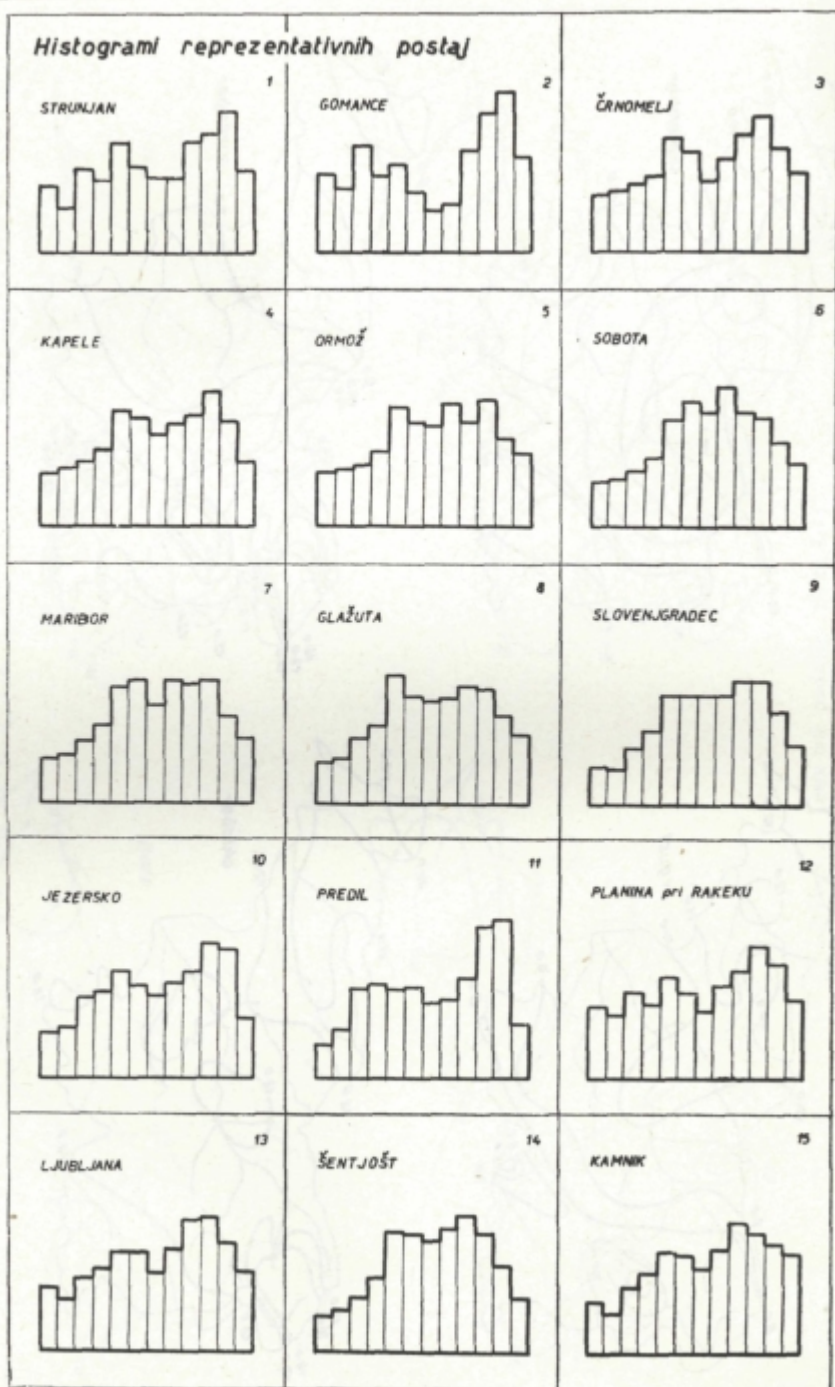 Histogrami reprezentativnih postaj
1
STRUNJAN
2
GOMANCE
3
ČRNOMELJ
4
KAPELE
5
ORMOŽ
6
SOBOTA
7
MARIBOR
8
GLAŽUTA
9
SLOVENJGRADEC
10
JEZERSKO
11
PREDIL
12
PLANINA pri RAKEKU
13
LJUBLJANA
14
ŠENTJOŠT
15
KAMNIK